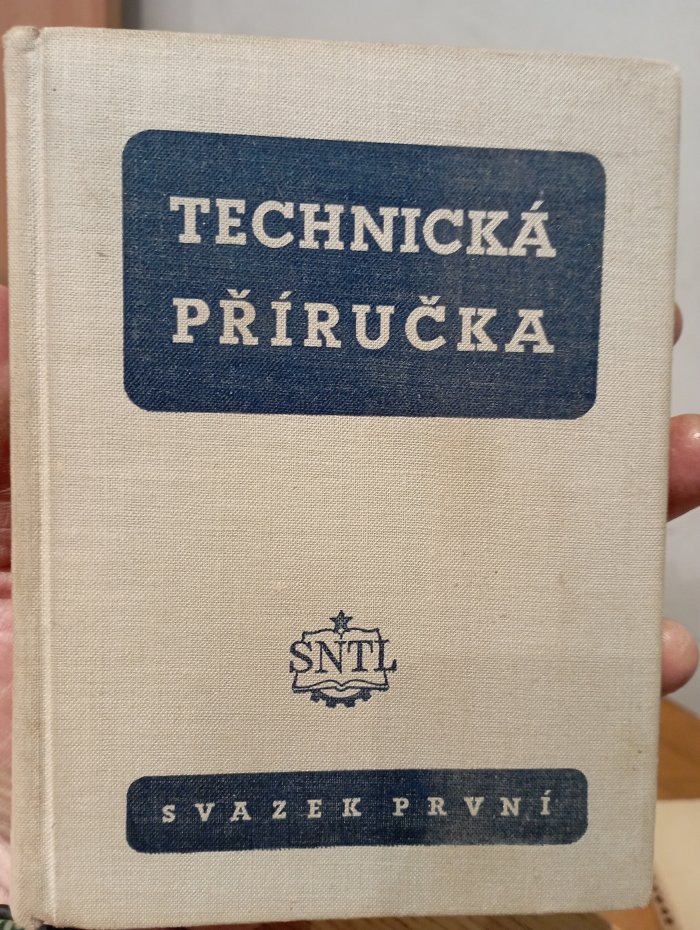 TECHNICKÁ
PŘÍRUČKA
SNTL
SVAZEK PRVNÍ